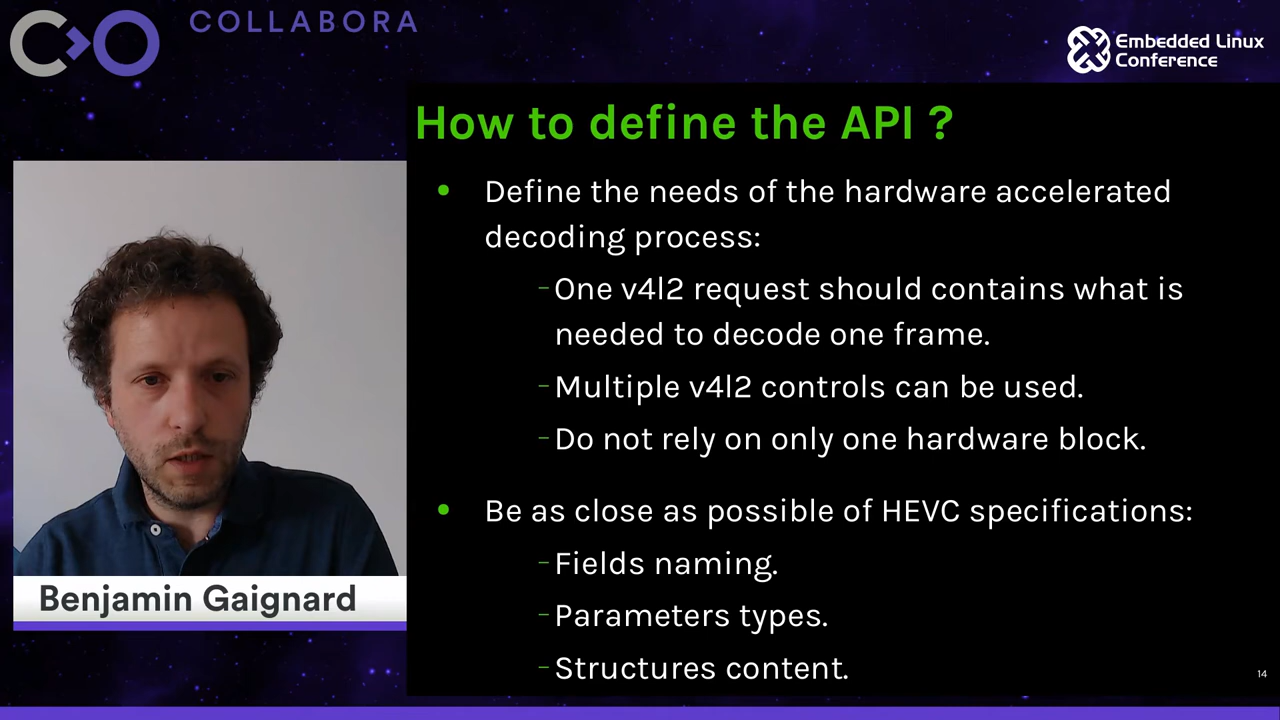 COLLABORA
Embedded Linux
Conference
How to define the API ?
• Define the needs of the hardware accelerated
decoding process:
–One v4l2 request should contains what is
needed to decode one frame.
–Multiple v4l2 controls can be used.
–Do not rely on only one hardware block.
• Be as close as possible of HEVC specifications:
–Fields naming.
–Parameters types.
–Structures content.
Benjamin Gaignard
14